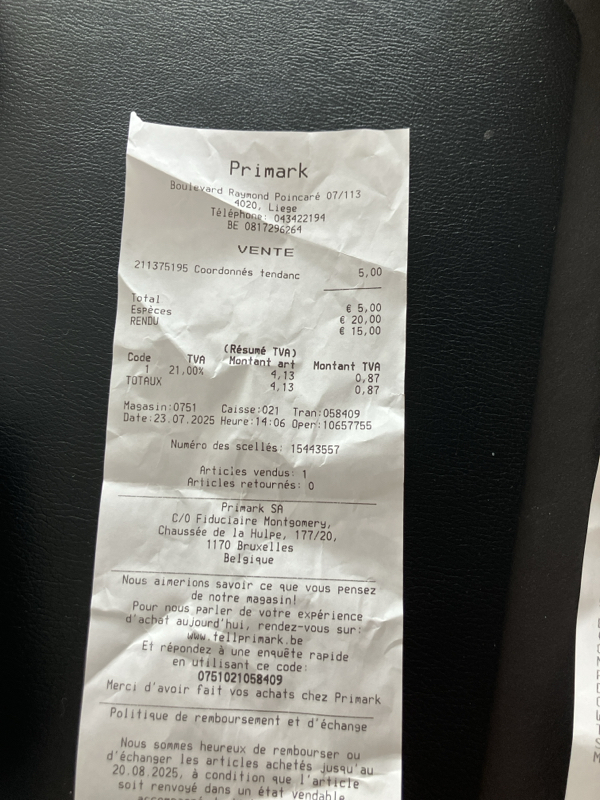 Primark
Boulevard Raymond Poincaré 07/113
4020, Liege
Téléphone: 043422194
BE 0817296264
VENTE
211375195 Coordonnés tendanc 5,00
Total € 5,00
Espèces € 20,00
RENDU € 15,00
(Résumé TVA)
Code TVA Montant art Montant TVA
1 21,00% 4,13 0,87
TOTAUX 4,13 0,87
Magasin:0751 Caisse:021 Tran:058409
Date:23.07.2025 Heure:14:06 Oper:10657755
Numéro des scellés: 15443557
Articles vendus: 1
Articles retournés: 0
Primark SA
C/O Fiduciaire Montgomery,
Chaussée de la Hulpe, 177/20,
1170 Bruxelles
Belgique
Nous aimerions savoir ce que vous pensez
de notre magasin!
Pour nous parler de votre expérience
d'achat aujourd'hui, rendez-vous sur:
www.tellprimark.be
Et répondez à une enquête rapide
en utilisant ce code:
0751021058409
Merci d'avoir fait vos achats chez Primark
Politique de remboursement et d'échange
Nous sommes heureux de rembourser ou
d'échanger les articles achetés jusqu'au
20.08.2025, à condition que l'article
soit renvoyé dans un état vendable